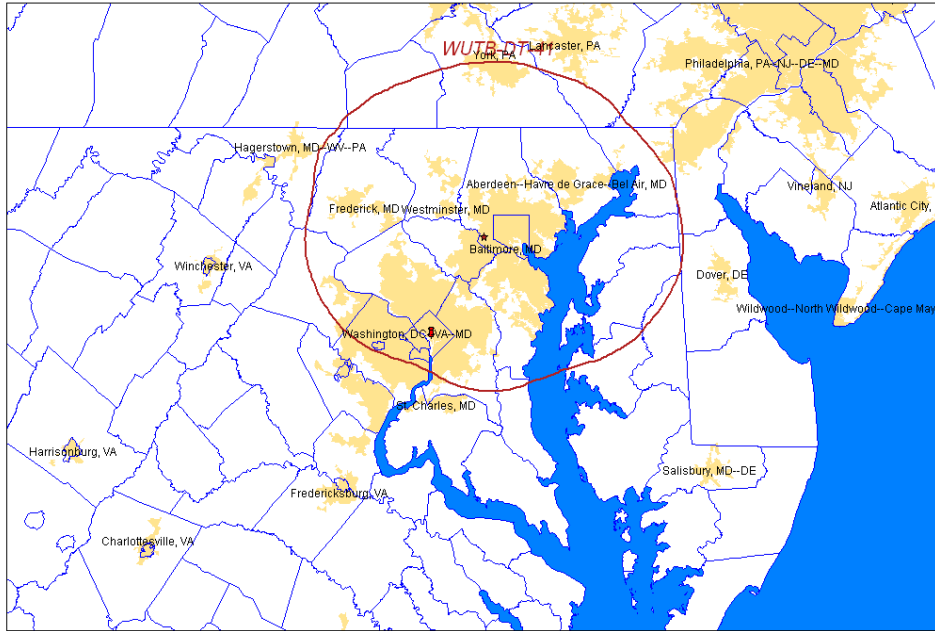 WUTB-DT 41
Lancaster, PA
York, PA
Philadelphia, PA--NJ--DE--MD
Hagerstown, MD--WV--PA
Aberdeen--Havre de Grace--Bel Air, MD
Vineland, NJ
Frederick, MD
Westminster, MD
Atlantic City,
Baltimore, MD
Winchester, VA
Dover, DE
Wildwood--North Wildwood--Cape May
Washington, DC--VA--MD
St. Charles, MD
Harrisonburg, VA
Salisbury, MD--DE
Fredericksburg, VA
Charlottesville, VA